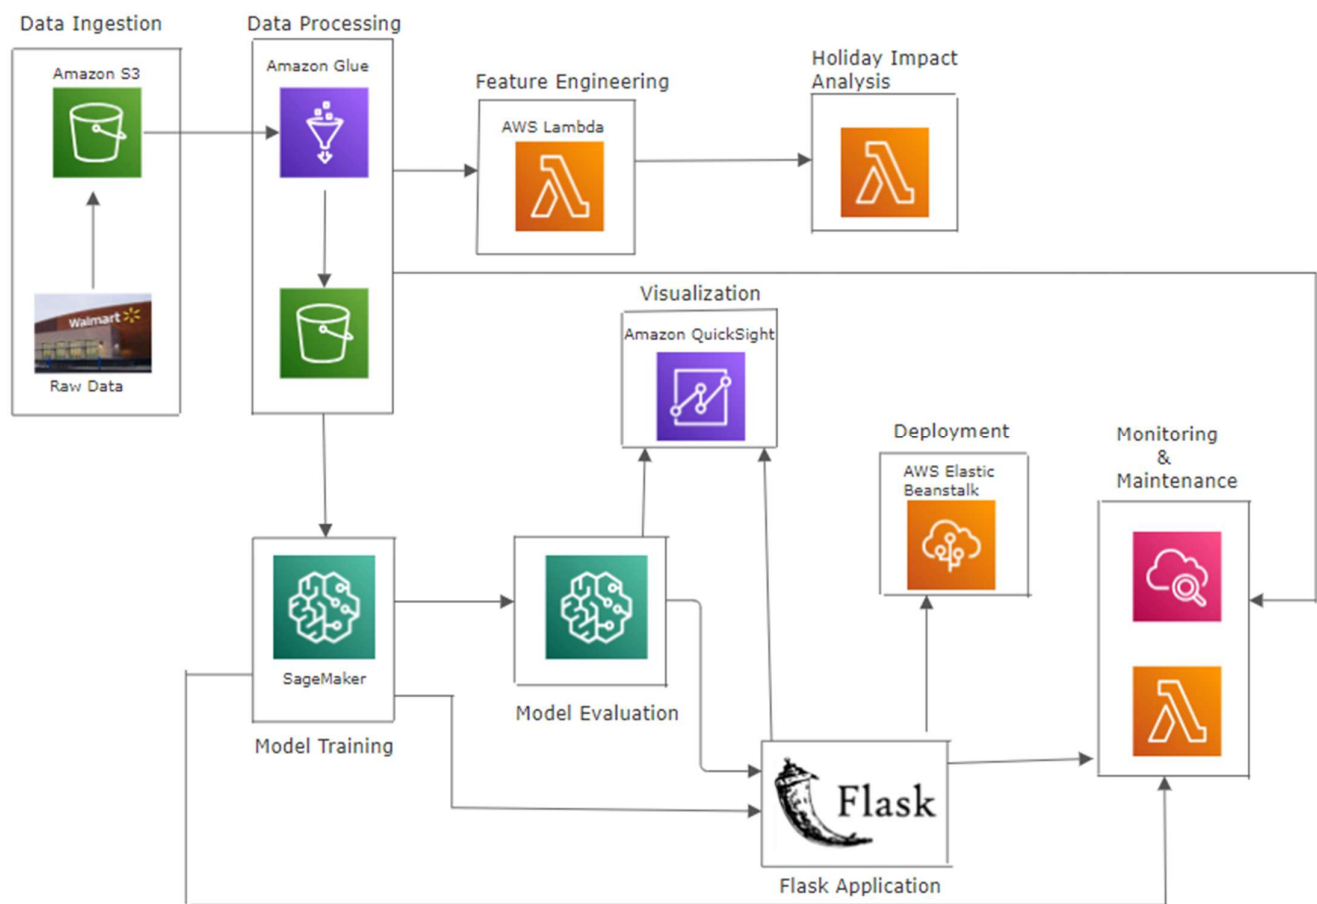 Data Ingestion
Data Processing
Amazon S3
Amazon Glue
Feature Engineering
AWS Lambda
Holiday Impact
Analysis
Walmart
Raw Data
Visualization
Amazon QuickSight
Deployment
AWS Elastic
Beanstalk
Monitoring
&
Maintenance
SageMaker
Model Training
Model Evaluation
Flask
Flask Application